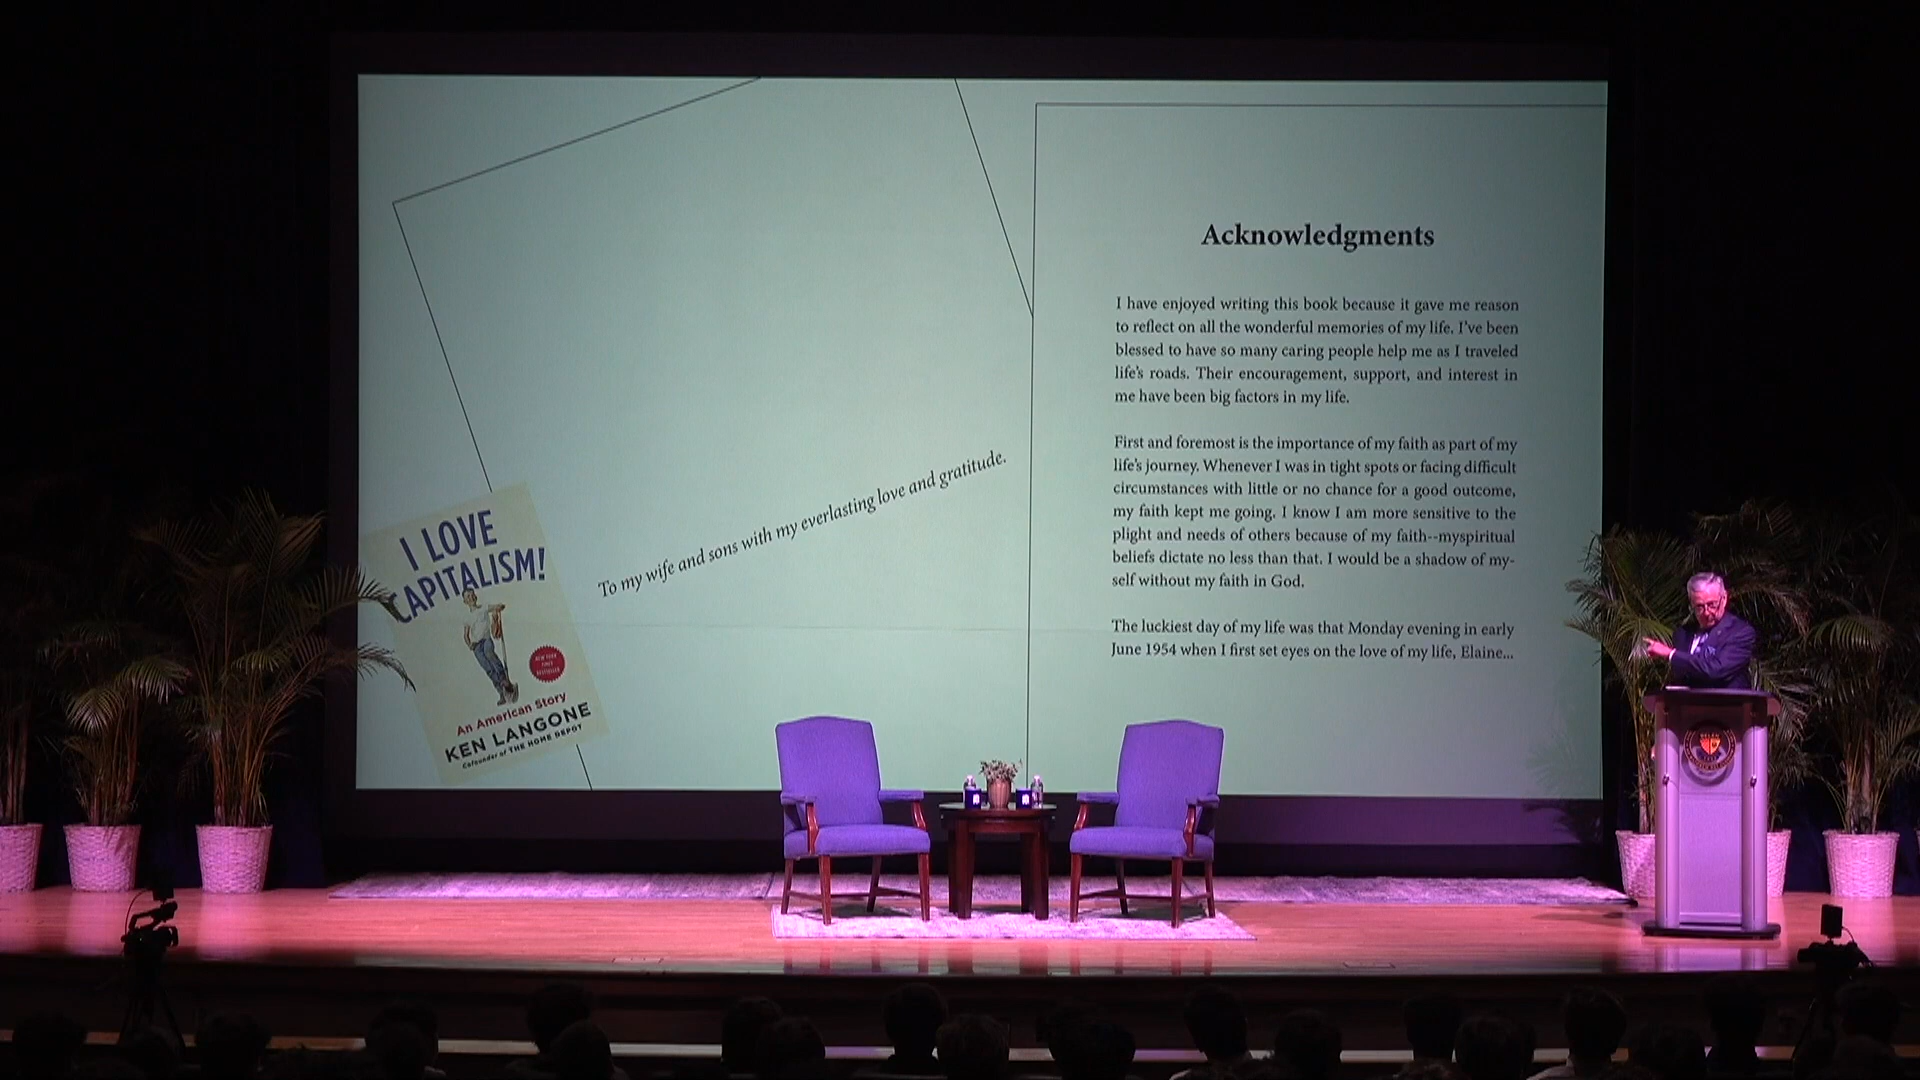 I LOVE
CAPITALISM!
NEW YORK
TIMES
BESTSELLER
An American Story
KEN LANGONE
Cofounder of THE HOME DEPOT
To my wife and sons with my everlasting love and gratitude.
Acknowledgments
I have enjoyed writing this book because it gave me reason
to reflect on all the wonderful memories of my life. I've been
blessed to have so many caring people help me as I traveled
life's roads. Their encouragement, support, and interest in
me have been big factors in my life.
First and foremost is the importance of my faith as part of my
life's journey. Whenever I was in tight spots or facing difficult
circumstances with little or no chance for a good outcome,
my faith kept me going. I know I am more sensitive to the
plight and needs of others because of my faith--myspiritual
beliefs dictate no less than that. I would be a shadow of my-
self without my faith in God.
The luckiest day of my life was that Monday evening in early
June 1954 when I first set eyes on the love of my life, Elaine...
BELEN